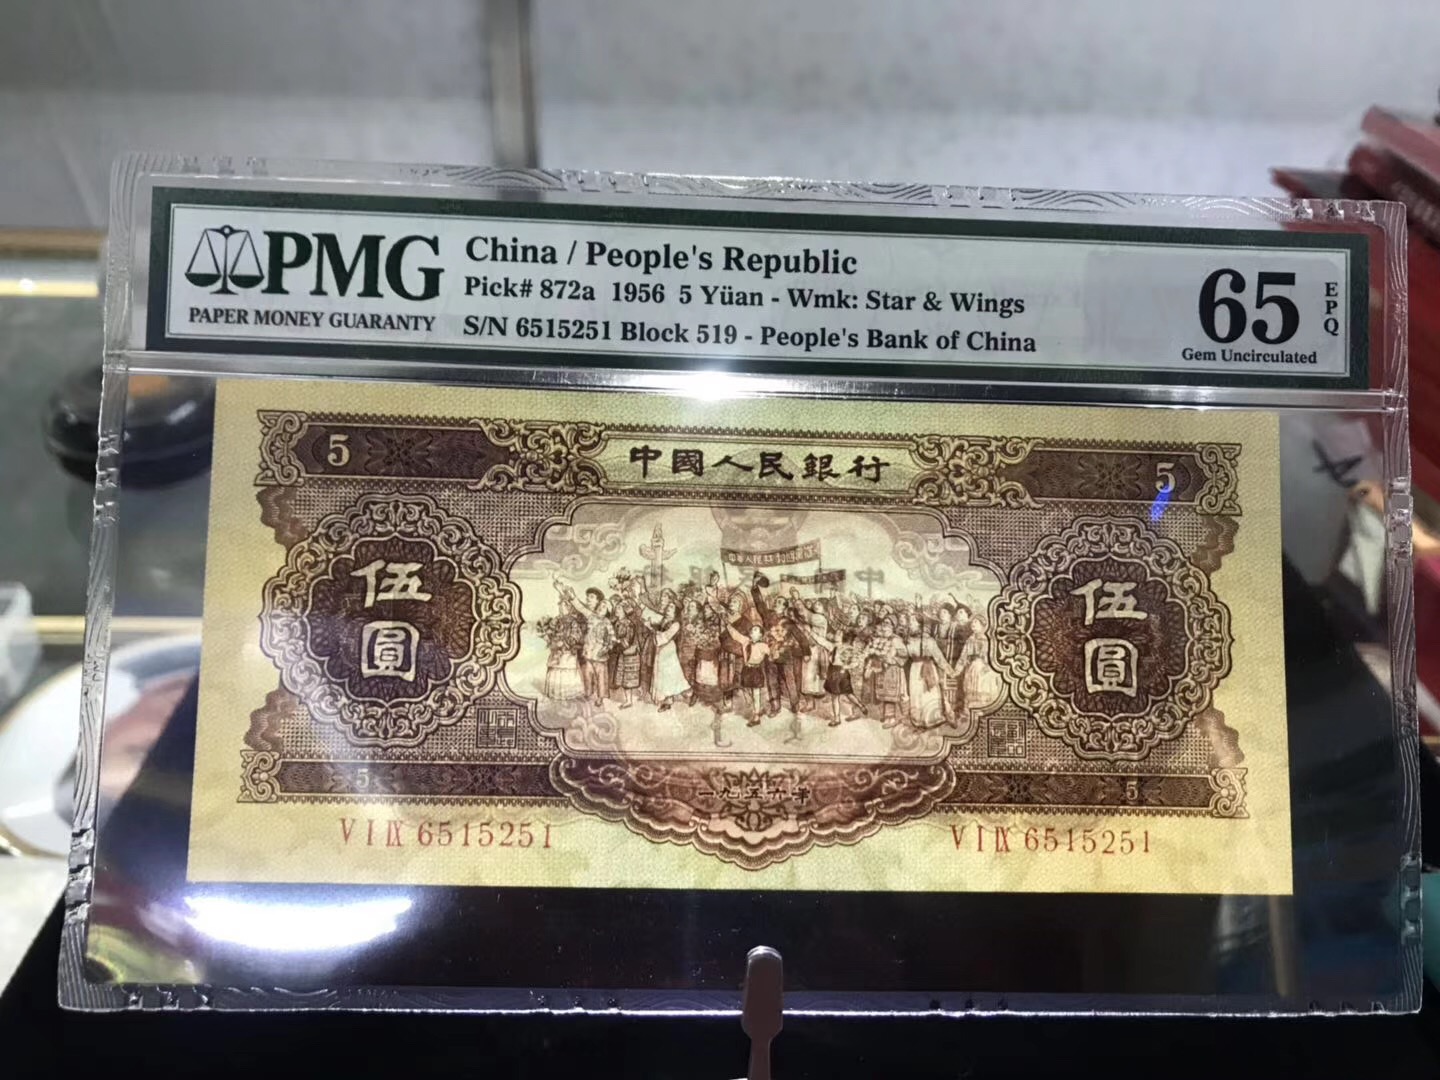 PMG
PAPER MONEY GUARANTY
China / People's Republic
Pick# 872a 1956 5 Yüan - Wmk: Star & Wings
S/N 6515251 Block 519 - People's Bank of China
65
EPQ
Gem Uncirculated
5
中國人民銀行
5
伍圓
伍圓
5
一九五六年
5
V I IX 6515251
V I IX 6515251